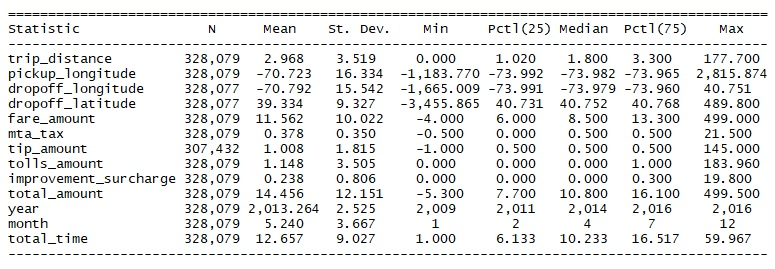 Statistic N Mean St. Dev. Min Pctl(25) Median Pctl(75) Max
trip_distance 328,079 2.968 3.519 0.000 1.020 1.800 3.300 177.700
pickup_longitude 328,079 -70.723 16.334 -1,183.770 -73.992 -73.982 -73.965 2,815.874
dropoff_longitude 328,077 -70.792 15.542 -1,665.009 -73.991 -73.979 -73.960 40.751
dropoff_latitude 328,077 39.334 9.327 -3,455.865 40.731 40.752 40.768 489.800
fare_amount 328,079 11.562 10.022 -4.000 6.000 8.500 13.300 499.000
mta_tax 328,079 0.378 0.350 -0.500 0.000 0.500 0.500 21.500
tip_amount 307,432 1.008 1.815 -1.000 0.500 0.500 0.500 145.000
tolls_amount 328,079 1.148 3.505 0.000 0.000 0.000 1.000 183.960
improvement_surcharge 328,079 0.238 0.806 0.000 0.000 0.000 0.300 19.800
total_amount 328,079 14.456 12.151 -5.300 7.700 10.800 16.100 499.500
year 328,079 2,013.264 2.525 2,009 2,011 2,014 2,016 2,016
month 328,079 5.240 3.667 1 2 4 7 12
total_time 328,079 12.657 9.027 1.000 6.133 10.233 16.517 59.967